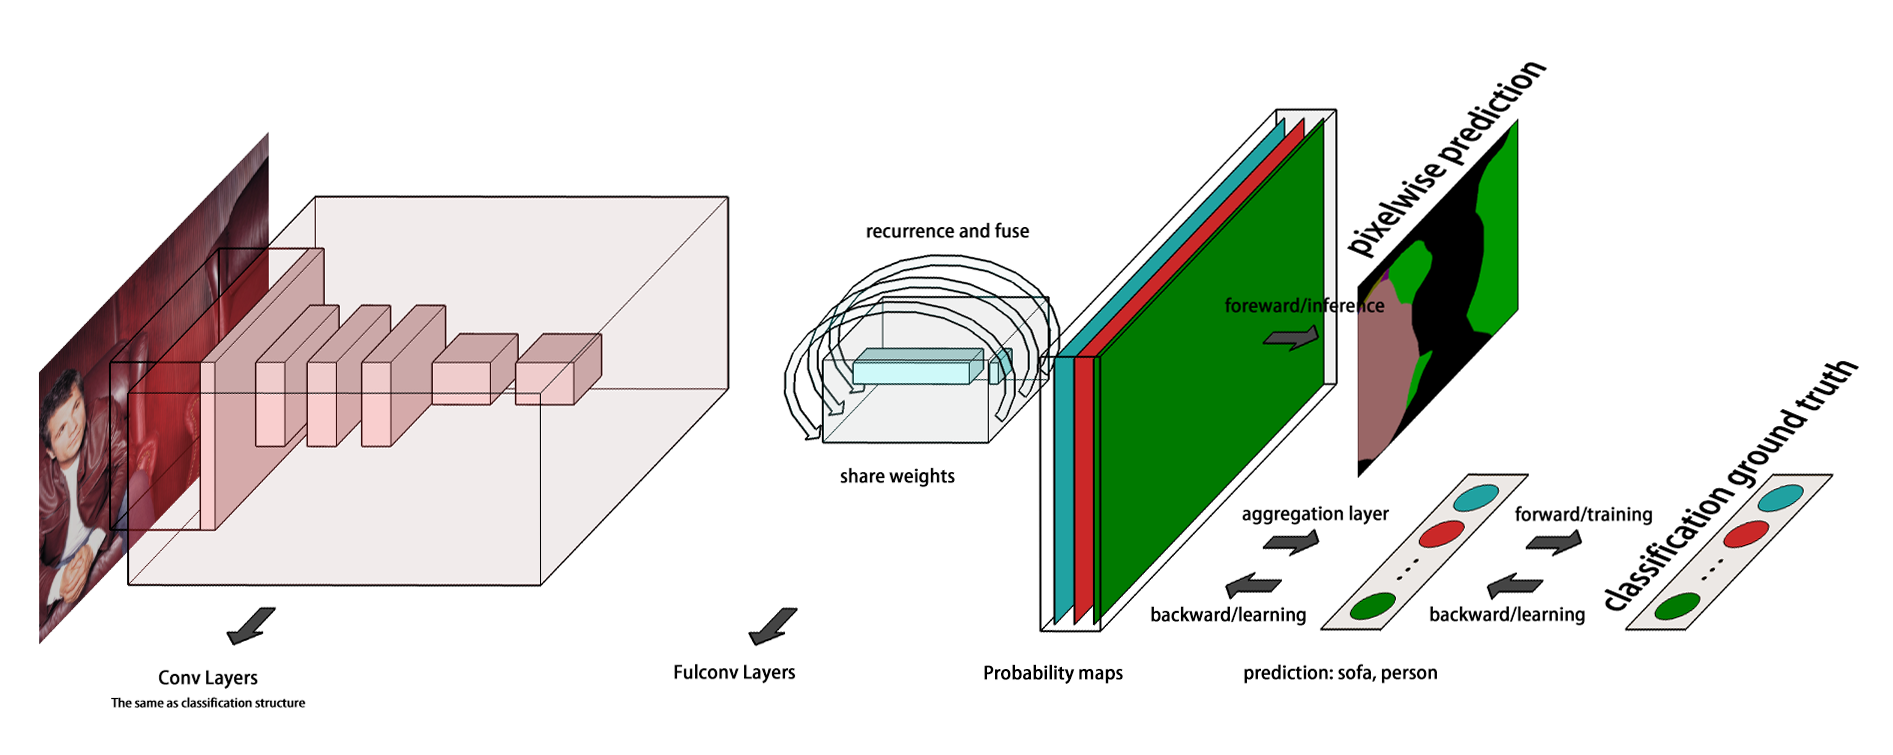 pixelwise prediction
recurrence and fuse
foreward/inference
share weights
classification ground truth
aggregation layer
forward/training
backward/learning
backward/learning
Conv Layers
The same as classification structure
Fulconv Layers
Probability maps
prediction: sofa, person